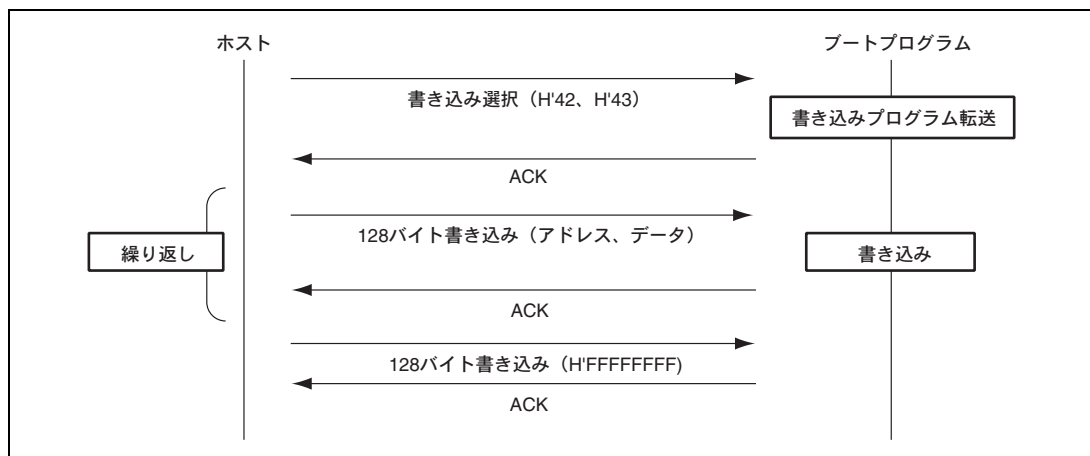 ホスト
ブートプログラム
書き込み選択（H'42、H'43）
書き込みプログラム転送
ACK
128バイト書き込み（アドレス、データ）
繰り返し
書き込み
ACK
128バイト書き込み（H'FFFFFFFF)
ACK